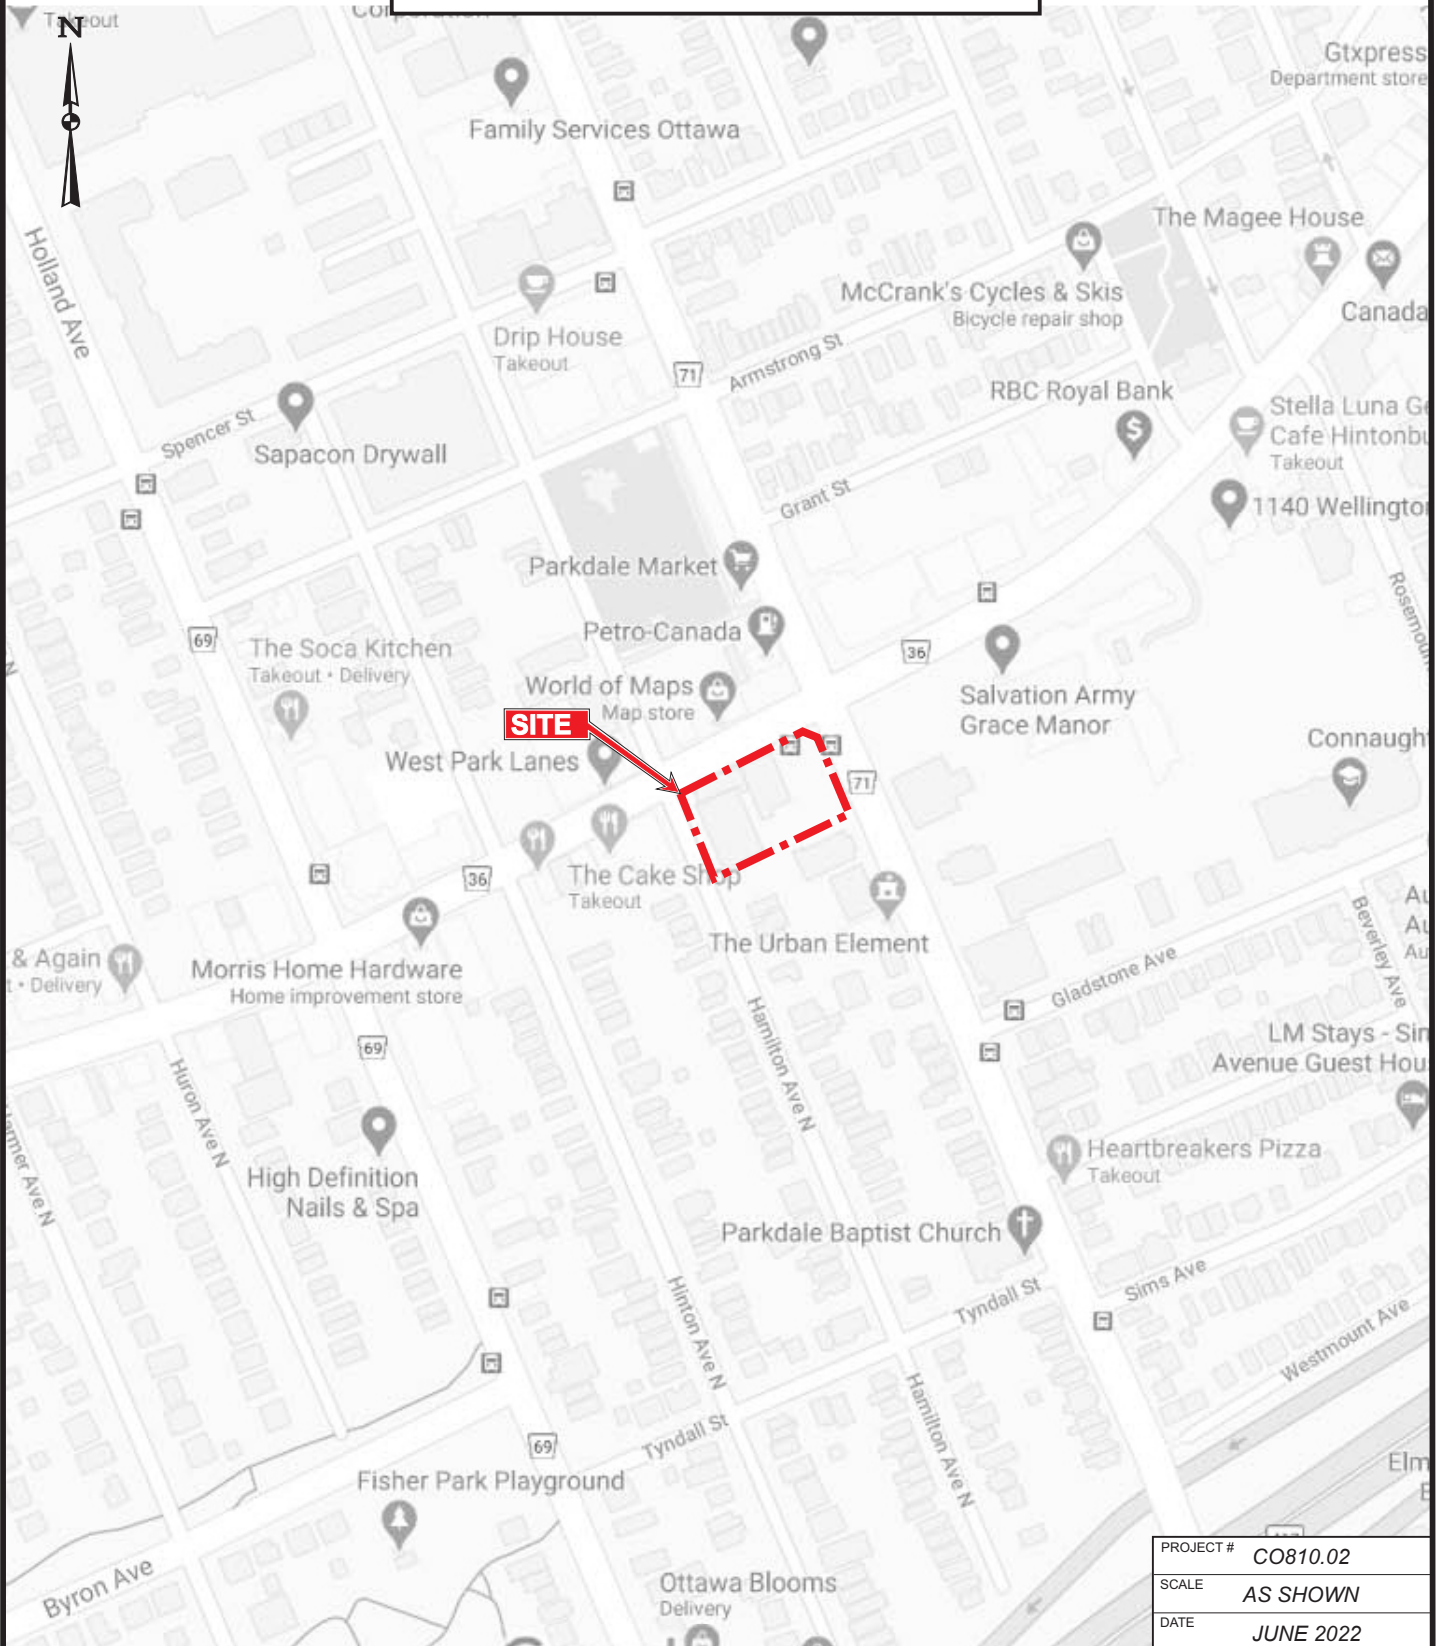 Takeout
N
Family Services Ottawa
Gtxpress
Department store
The Magee House
Holland Ave
McCrank's Cycles & Skis
Bicycle repair shop
Canada
Drip House
Takeout
71
Armstrong St
RBC Royal Bank
Stella Luna
Cafe
Takeout
Spencer St
Sapacon Drywall
Grant St
1140
Parkdale Market
Petro-Canada
69
The Soca Kitchen
Takeout • Delivery
36
World of Maps
Map store
Salvation Army
Grace Manor
SITE
West Park Lanes
71
36
The Cake Shop
Takeout
The Urban Element
& Again
Delivery
Morris Home Hardware
Home improvement store
Gladstone Ave
Beverley Ave
Hamilton Ave N
69
Huron Ave N
LM Stays -
Avenue Guest
High Definition
Nails & Spa
Heartbreakers Pizza
Takeout
Parkdale Baptist Church
Hinton Ave N
Tyndall St
Sims Ave
Westmount Ave
Hamilton Ave N
69
Tyndall St
Fisher Park Playground
Byron Ave
Ottawa Blooms
Delivery
PROJECT # CO810.02
SCALE AS SHOWN
DATE JUNE 2022